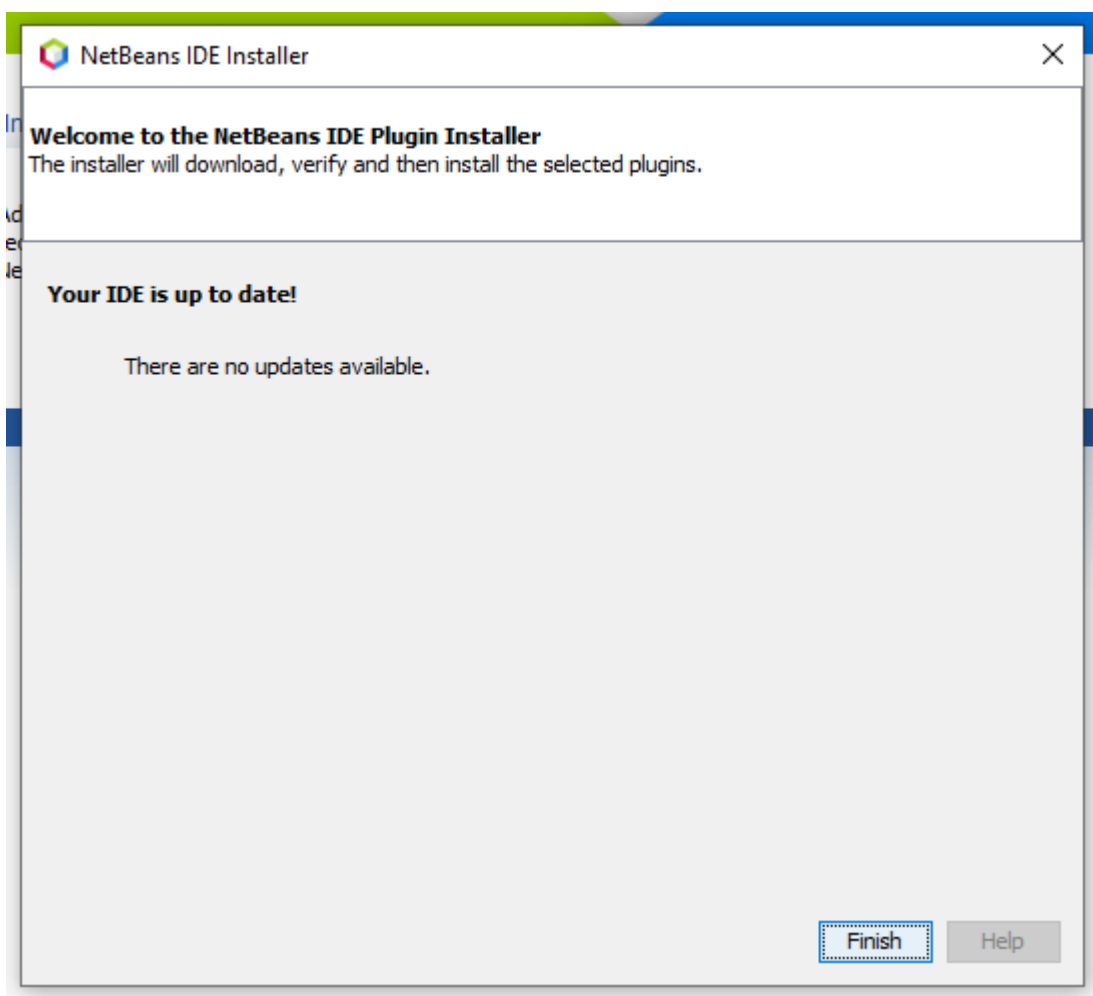 NetBeans IDE Installer
In
Welcome to the NetBeans IDE Plugin Installer
The installer will download, verify and then install the selected plugins.
Your IDE is up to date!
There are no updates available.
Finish Help